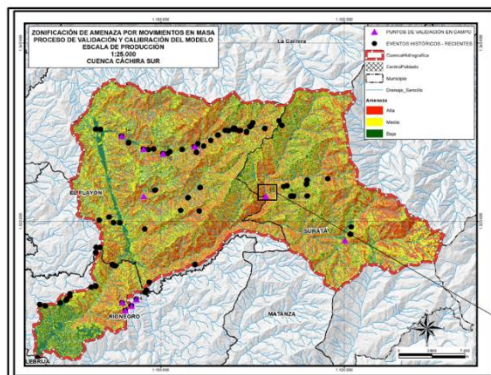 ZONIFICACIÓN DE AMENAZA POR MOVIMIENTOS EN MASA
PROCESO DE VALIDACIÓN Y CALIBRACIÓN DEL MODELO
ESCALA DE PRODUCCIÓN
1:25.000
CUENCA CÁCHIRA SUR
La Carrera
PUNTOS DE VALIDACIÓN EN CAMPO
EVENTOS HISTÓRICOS - RECIENTES
CuencaHidrografica
CentroPoblado
Municipio
Drenaje_Sencillo
Amenaza
Alta
Media
Baja
EL PLAYON
SURATÁ
RIONEGRO
MATANZA
LEBRIJA